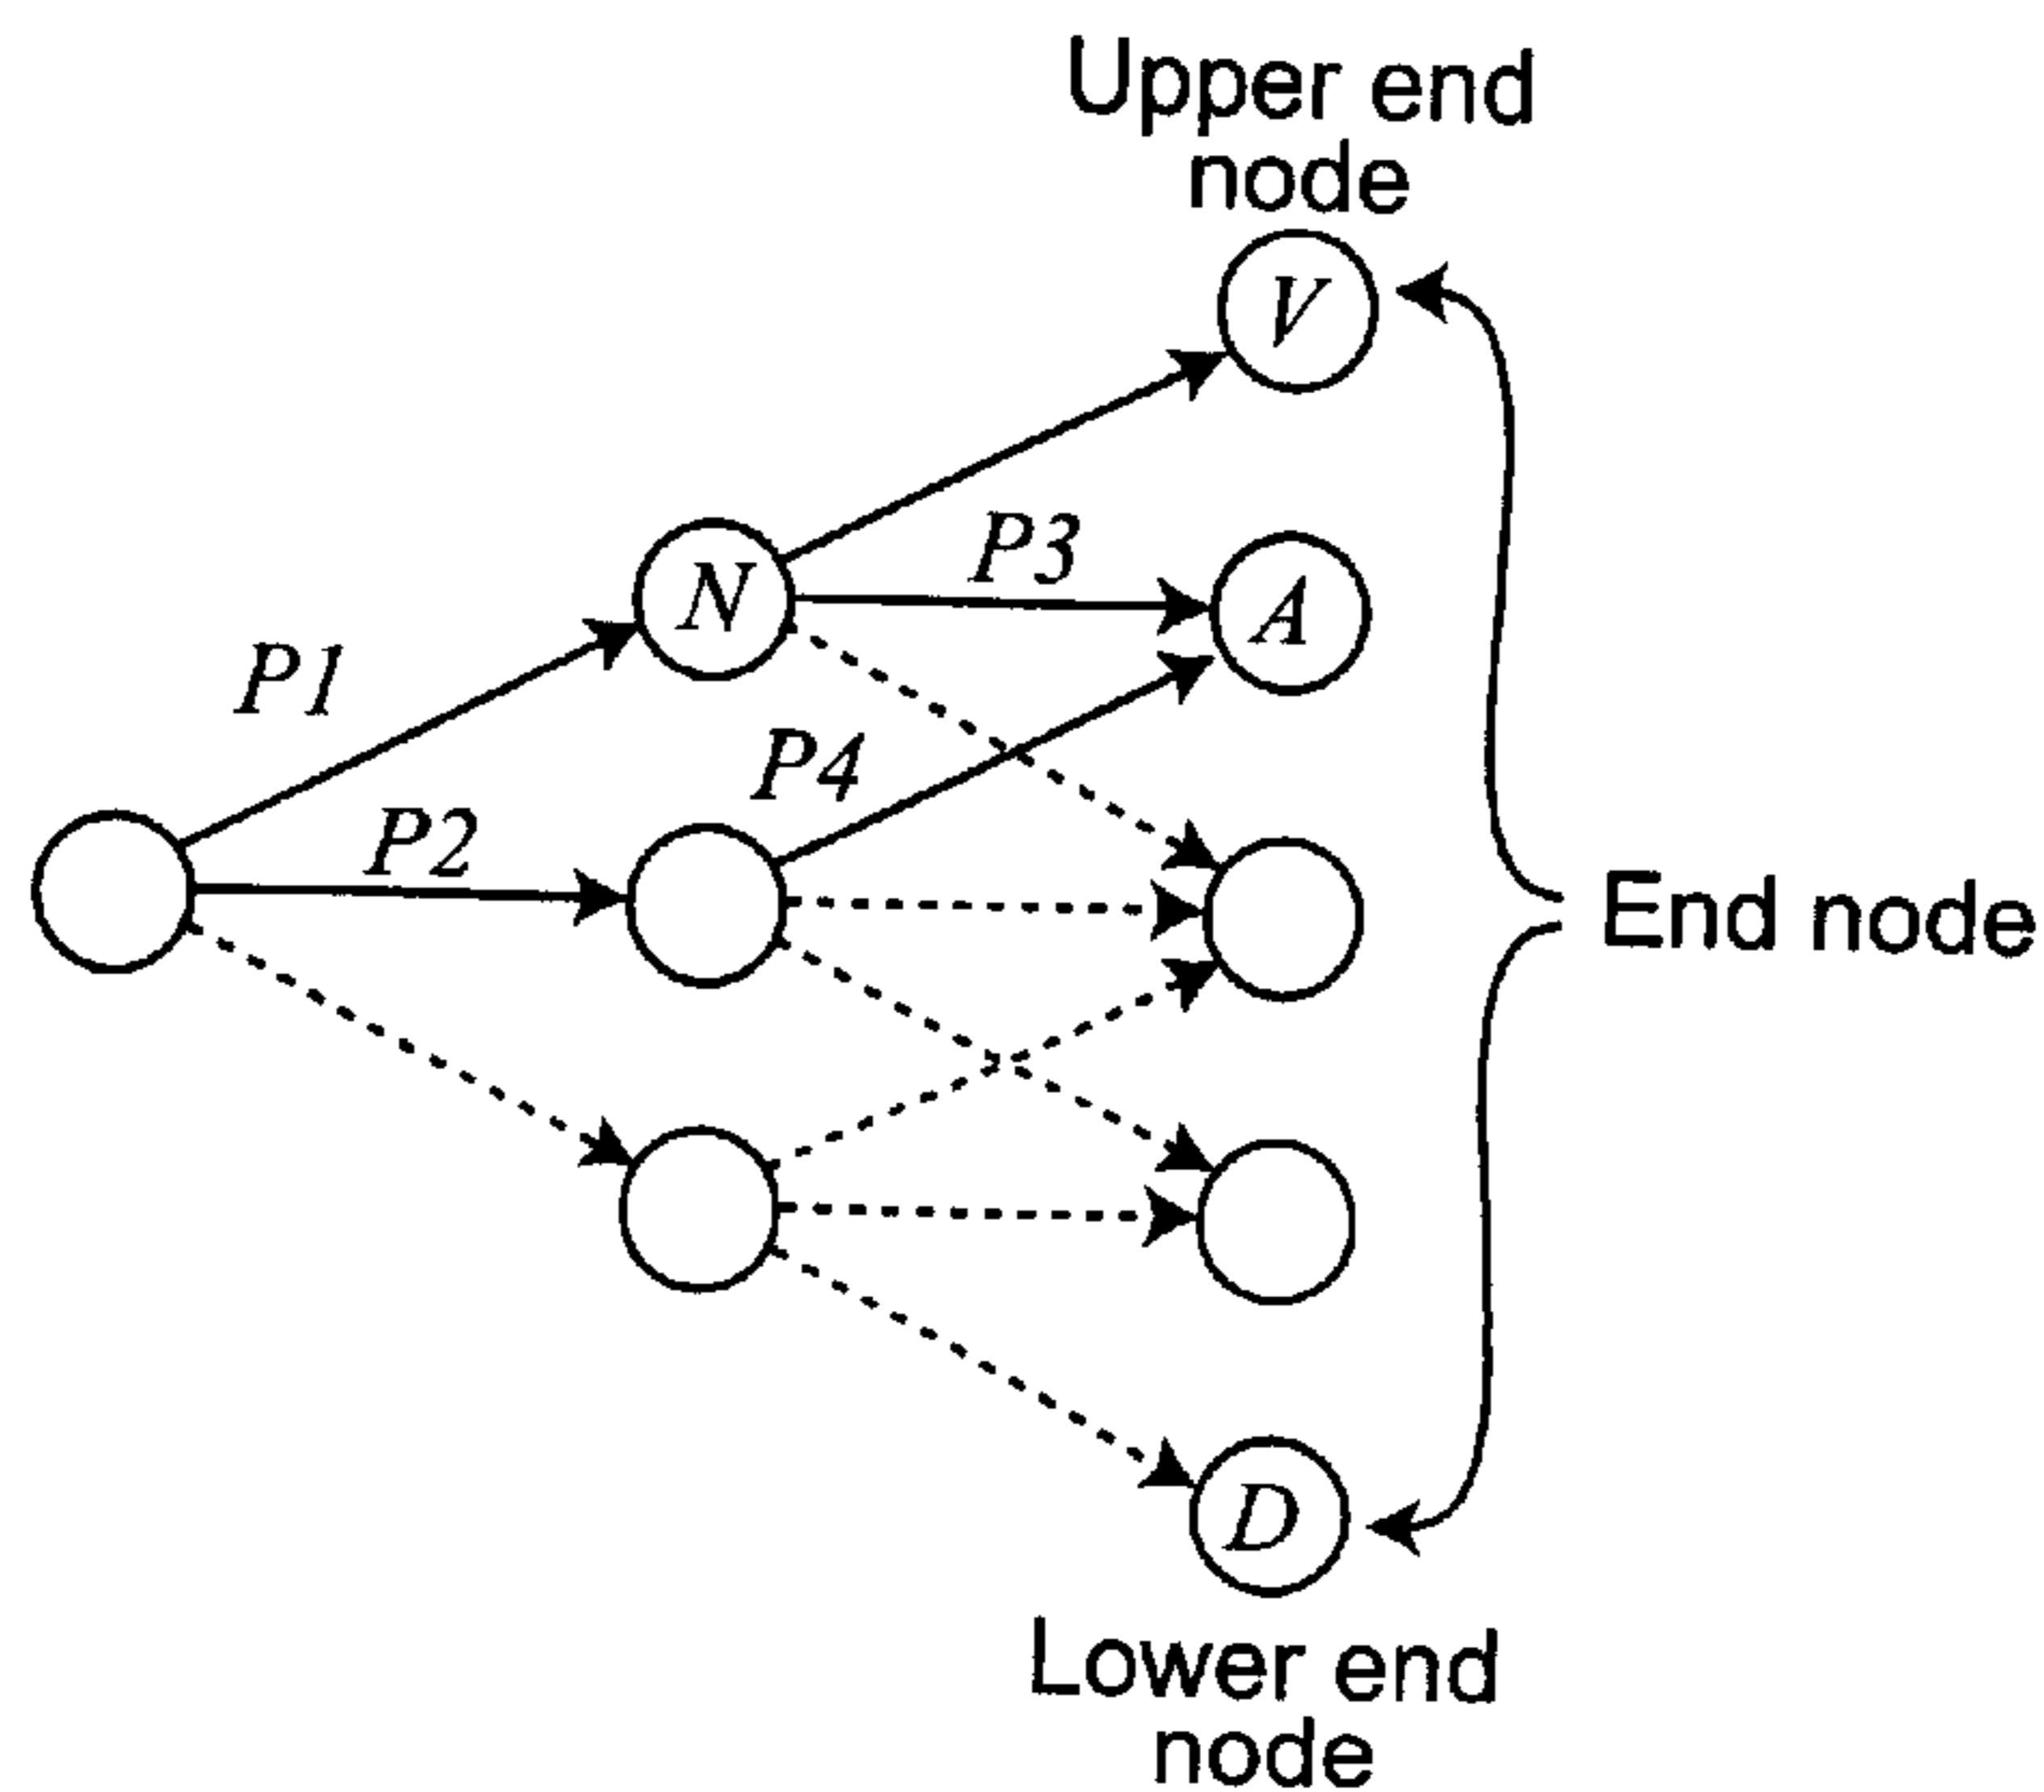 Upper end
node
V
P3
N
A
P1
P4
P2
End node
D
Lower end
node